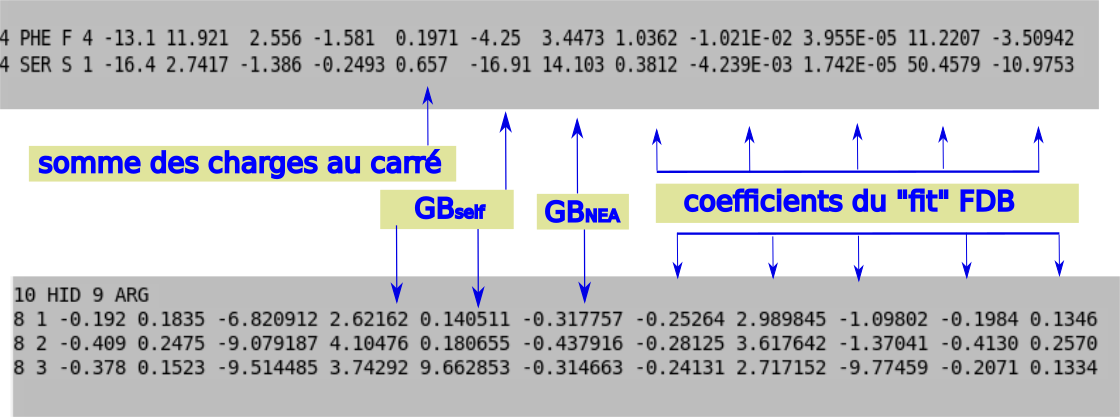 4 PHE F 4 -13.1 11.921 2.556 -1.581 0.1971 -4.25 3.4473 1.0362 -1.021E-02 3.955E-05 11.2207 -3.50942
4 SER S 1 -16.4 2.7417 -1.386 -0.2493 0.657 -16.91 14.103 0.3812 -4.239E-03 1.742E-05 50.4579 -10.9753
somme des charges au carré
GBself
GBNEA
coefficients du "fit" FDB
10 HID 9 ARG
8 1 -0.192 0.1835 -6.820912 2.62162 0.140511 -0.317757 -0.25264 2.989845 -1.09802 -0.1984 0.1346
8 2 -0.409 0.2475 -9.079187 4.10476 0.180655 -0.437916 -0.28125 3.617642 -1.37041 -0.4130 0.2570
8 3 -0.378 0.1523 -9.514485 3.74292 9.662853 -0.314663 -0.24131 2.717152 -9.77459 -0.2071 0.1334